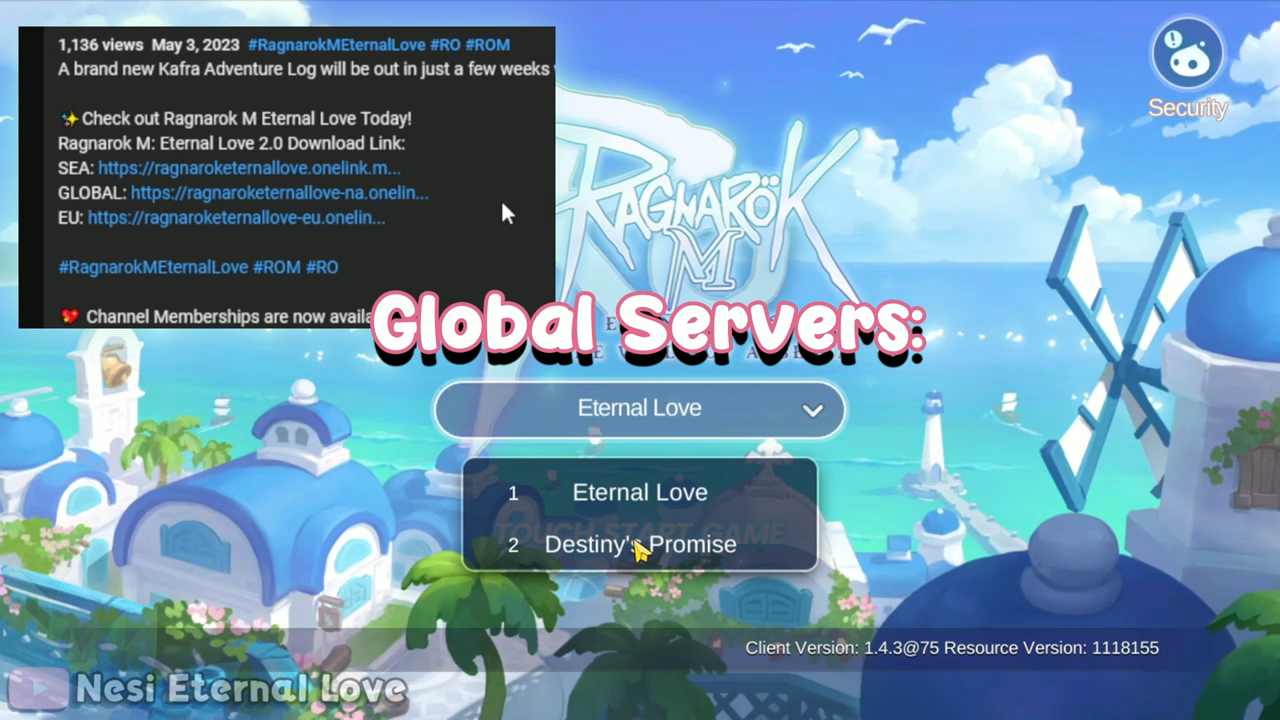 1,136 views May 3, 2023 #RagnarokMEternalLove #RO #ROM
A brand new Kafra Adventure Log will be out in just a few weeks
✨Check out Ragnarok M Eternal Love Today!
Ragnarok M: Eternal Love 2.0 Download Link:
SEA: https://ragnaroketernallove.onelink.m...
GLOBAL: https://ragnaroketernallove-na.onelin...
EU: https://ragnaroketernallove-eu.onelin...
#RagnarokMEternalLove #ROM #RO
💖 Channel Memberships are now availa
Security
RAGNARÖK
M
Global Servers:
Eternal Love
1 Eternal Love
TOUCH START GAME
2 Destiny's Promise
Client Version: 1.4.3@75 Resource Version: 1118155
Nesi Eternal Love